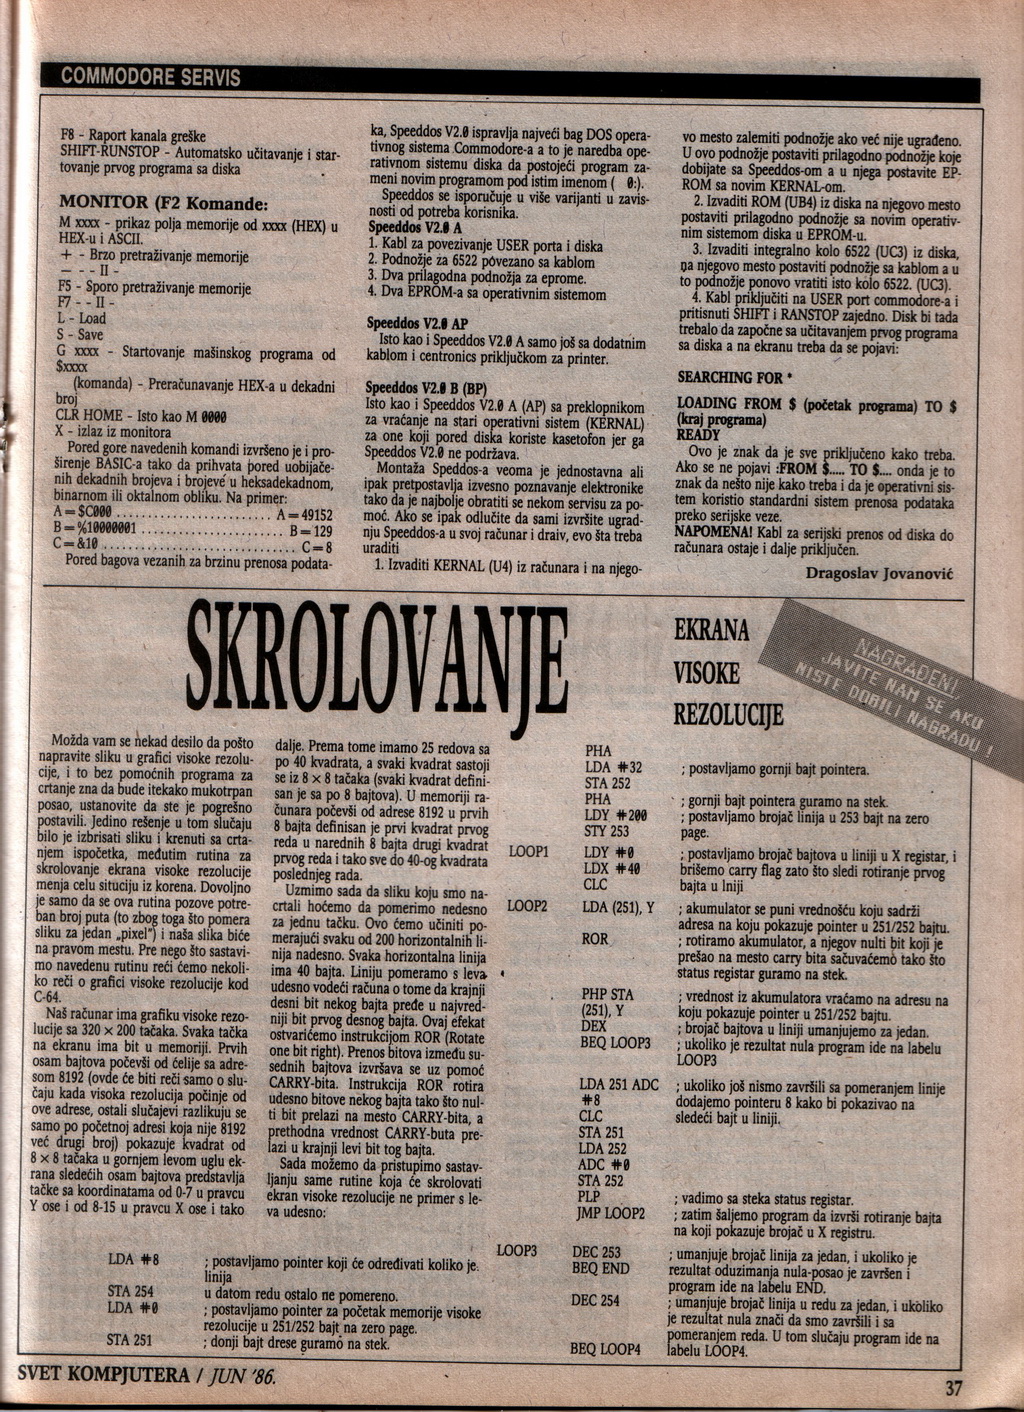 COMMODORE SERVIS
F8 - Raport kanala greške
SHIFT-RUNSTOP - Automatsko učitavanje i star-
tovanje prvog programa sa diska
MONITOR (F2 Komande:
M xxxx - prikaz polja memorije od xxxx (HEX) u
HEX-u i ASCII.
+ - Brzo pretraživanje memorije
- - - II -
F5 - Sporo pretraživanje memorije
F7 - - II -
L - Load
S - Save
G xxxx - Startovanje mašinskog programa od
$xxxx
(komanda) - Preračunavanje HEX-a u dekadni
broj
CLR HOME - Isto kao M 0000
X - izlaz iz monitora
Pored gore navedenih komandi izvršeno je i pro-
širenje BASIC-a tako da prihvata pored uobijače-
nih dekadnih brojeva i brojeve u heksadekadnom,
binarnom ili oktalnom obliku. Na primer:
A = $C000 ............................ A = 49152
B = %10000001 ...................... B = 129
C = &10 ............................... C = 8
Pored bagova vezanih za brzinu prenosa podata-
ka, Speeddos V2.0 ispravlja najveći bag DOS opera-
tivnog sistema Commodore-a a to je naredba ope-
rativnom sistemu diska da postojeći program za-
meni novim programom pod istim imenom ( 0:).
Speeddos se isporučuje u više varijanti u zavis-
nosti od potreba korisnika.
Speeddos V2.0 A
1. Kabl za povezivanje USER porta i diska
2. Podnožje za 6522 povezano sa kablom
3. Dva prilagodna podnožja za eprome.
4. Dva EPROM-a sa operativnim sistemom
Speeddos V2.0 AP
Isto kao i Speeddos V2.0 A samo još sa dodatnim
kablom i centronics priključkom za printer.
Speeddos V2.0 B (BP)
Isto kao i Speeddos V2.0 A (AP) sa preklopnikom
za vraćanje na stari operativni sistem (KERNAL)
za one koji pored diska koriste kasetofon jer ga
Speeddos V2.0 ne podržava.
Montaža Speddos-a veoma je jednostavna ali
ipak pretpostavlja izvesno poznavanje elektronike
tako da je najbolje obratiti se nekom servisu za po-
moć. Ako se ipak odlučite da sami izvršite ugrad-
nju Speeddos-a u svoj računar i draiv, evo šta treba
uraditi
1. Izvaditi KERNAL (U4) iz računara i na njego-
vo mesto zalemiti podnožje ako već nije ugrađeno.
U ovo podnožje postaviti prilagodno podnožje koje
dobijate sa Speeddos-om a u njega postavite EP-
ROM sa novim KERNAL-om.
2. Izvaditi ROM (UB4) iz diska na njegovo mesto
postaviti prilagodno podnožje sa novim operativ-
nim sistemom diska u EPROM-u.
3. Izvaditi integralno kolo 6522 (UC3) iz diska,
na njegovo mesto postaviti podnožje sa kablom a u
to podnožje ponovo vratiti isto kolo 6522. (UC3).
4. Kabl priključiti na USER port commodore-a i
pritisnuti SHIFT i RANSTOP zajedno. Disk bi tada
trebalo da započne sa učitavanjem prvog programa
sa diska a na ekranu treba da se pojavi:
SEARCHING FOR *
LOADING FROM $ (početak programa) TO $
(kraj programa)
READY
Ovo je znak da je sve priključeno kako treba.
Ako se ne pojavi :FROM $..... TO $.... onda je to
znak da nešto nije kako treba i da je operativni sis-
tem koristio standardni sistem prenosa podataka
preko serijske veze.
NAPOMENA! Kabl za serijski prenos od diska do
računara ostaje i dalje priključen.
Dragoslav Jovanović
SKROLOVANJE
EKRANA
VISOKE
REZOLUCIJE
NAGRAĐENI
JAVITE NAM SE AKO
NISTE DOBILI NAGRADU !
Možda vam se nekad desilo da pošto
napravite sliku u grafici visoke rezolu-
cije, i to bez pomoćnih programa za
crtanje zna da bude itekako mukotrpan
posao, ustanovite da ste je pogrešno
postavili. Jedino rešenje u tom slučaju
bilo je izbrisati sliku i krenuti sa crta-
njem ispočetka, međutim rutina za
skrolovanje ekrana visoke rezolucije
menja celu situciju iz korena. Dovoljno
je samo da se ova rutina pozove potre-
ban broj puta (to zbog toga što pomera
sliku za jedan „pixel") i naša slika biće
na pravom mestu. Pre nego što sastavi-
mo navedenu rutinu reći ćemo nekoli-
ko reči o grafici visoke rezolucije kod
C-64.
Naš računar ima grafiku visoke rezo-
lucije sa 320 × 200 tačaka. Svaka tačka
na ekranu ima bit u memoriji. Prvih
osam bajtova počevši od ćelije sa adre-
som 8192 (ovde će biti reči samo o slu-
čaju kada visoka rezolucija počinje od
ove adrese, ostali slučajevi razlikuju se
samo po početnoj adresi koja nije 8192
već drugi broj) pokazuje kvadrat od
8 × 8 tačaka u gornjem levom uglu ek-
rana sledećih osam bajtova predstavlja
tačke sa koordinatama od 0-7 u pravcu
Y ose i od 8-15 u pravcu X ose i tako
dalje. Prema tome imamo 25 redova sa
po 40 kvadrata, a svaki kvadrat sastoji
se iz 8 × 8 tačaka (svaki kvadrat defini-
san je sa po 8 bajtova). U memoriji ra-
čunara počevši od adrese 8192 u prvih
8 bajta definisan je prvi kvadrat prvog
reda u narednih 8 bajta drugi kvadrat
prvog reda i tako sve do 40-og kvadrata
poslednjeg rada.
Uzmimo sada da sliku koju smo na-
crtali hoćemo da pomerimo nedesno
za jednu tačku. Ovo ćemo učiniti po-
merajući svaku od 200 horizontalnih li-
nija nadesno. Svaka horizontalna linija
ima 40 bajta. Liniju pomeramo s leva
udesno vodeći računa o tome da krajnji
desni bit nekog bajta pređe u najvred-
niji bit prvog desnog bajta. Ovaj efekat
ostvarićemo instrukcijom ROR (Rotate
one bit right). Prenos bitova između su-
sednih bajtova izvršava se uz pomoć
CARRY-bita. Instrukcija ROR rotira
udesno bitove nekog bajta tako što nul-
ti bit prelazi na mesto CARRY-bita, a
prethodna vrednost CARRY-buta pre-
lazi u krajnji levi bit tog bajta.
Sada možemo da pristupimo sastav-
ljanju same rutine koja će skrolovati
ekran visoke rezolucije ne primer s le-
va udesno:
LDA #8 ; postavljamo pointer koji će određivati koliko je
linija
STA 254 u datom redu ostalo ne pomereno.
LDA #0 ; postavljamo pointer za početak memorije visoke
rezolucije u 251/252 bajt na zero page.
STA 251 ; donji bajt drese guramo na stek.
PHA
LDA #32 ; postavljamo gornji bajt pointera.
STA 252
PHA ; gornji bajt pointera guramo na stek.
LDY #200 ; postavljamo brojač linija u 253 bajt na zero
STY 253 page.
LOOP1 LDY #0 ; postavljamo brojač bajtova u liniji u X registar, i
LDX #40 brišemo carry flag zato što sledi rotiranje prvog
CLC bajta u lniji
LOOP2 LDA (251), Y ; akumulator se puni vrednošću koju sadrži
adresa na koju pokazuje pointer u 251/252 bajtu.
ROR ; rotiramo akumulator, a njegov nulti bit koji je
prešao na mesto carry bita sačuvaćemo tako što
status registar guramo na stek.
PHP STA ; vrednost iz akumulatora vraćamo na adresu na
(251), Y koju pokazuje pointer u 251/252 bajtu.
DEX ; brojač bajtova u liniji umanjujemo za jedan.
BEQ LOOP3 ; ukoliko je rezultat nula program ide na labelu
LOOP3
LDA 251 ADC ; ukoliko još nismo završili sa pomeranjem linije
#8 dodajemo pointeru 8 kako bi pokazivao na
CLC sledeći bajt u liniji.
STA 251
LDA 252
ADC #0
STA 252
PLP ; vadimo sa steka status registar.
JMP LOOP2 ; zatim šaljemo program da izvrši rotiranje bajta
na koji pokazuje brojač u X registru.
LOOP3 DEC 253 ; umanjuje brojač linija za jedan, i ukoliko je
BEQ END rezultat oduzimanja nula-posao je završen i
program ide na labelu END.
DEC 254 ; umanjuje brojač linija u redu za jedan, i ukoliko
je rezultat nula znači da smo završili i sa
pomeranjem reda. U tom slučaju program ide na
BEQ LOOP4 labelu LOOP4.
SVET KOMPJUTERA / JUN '86.
37